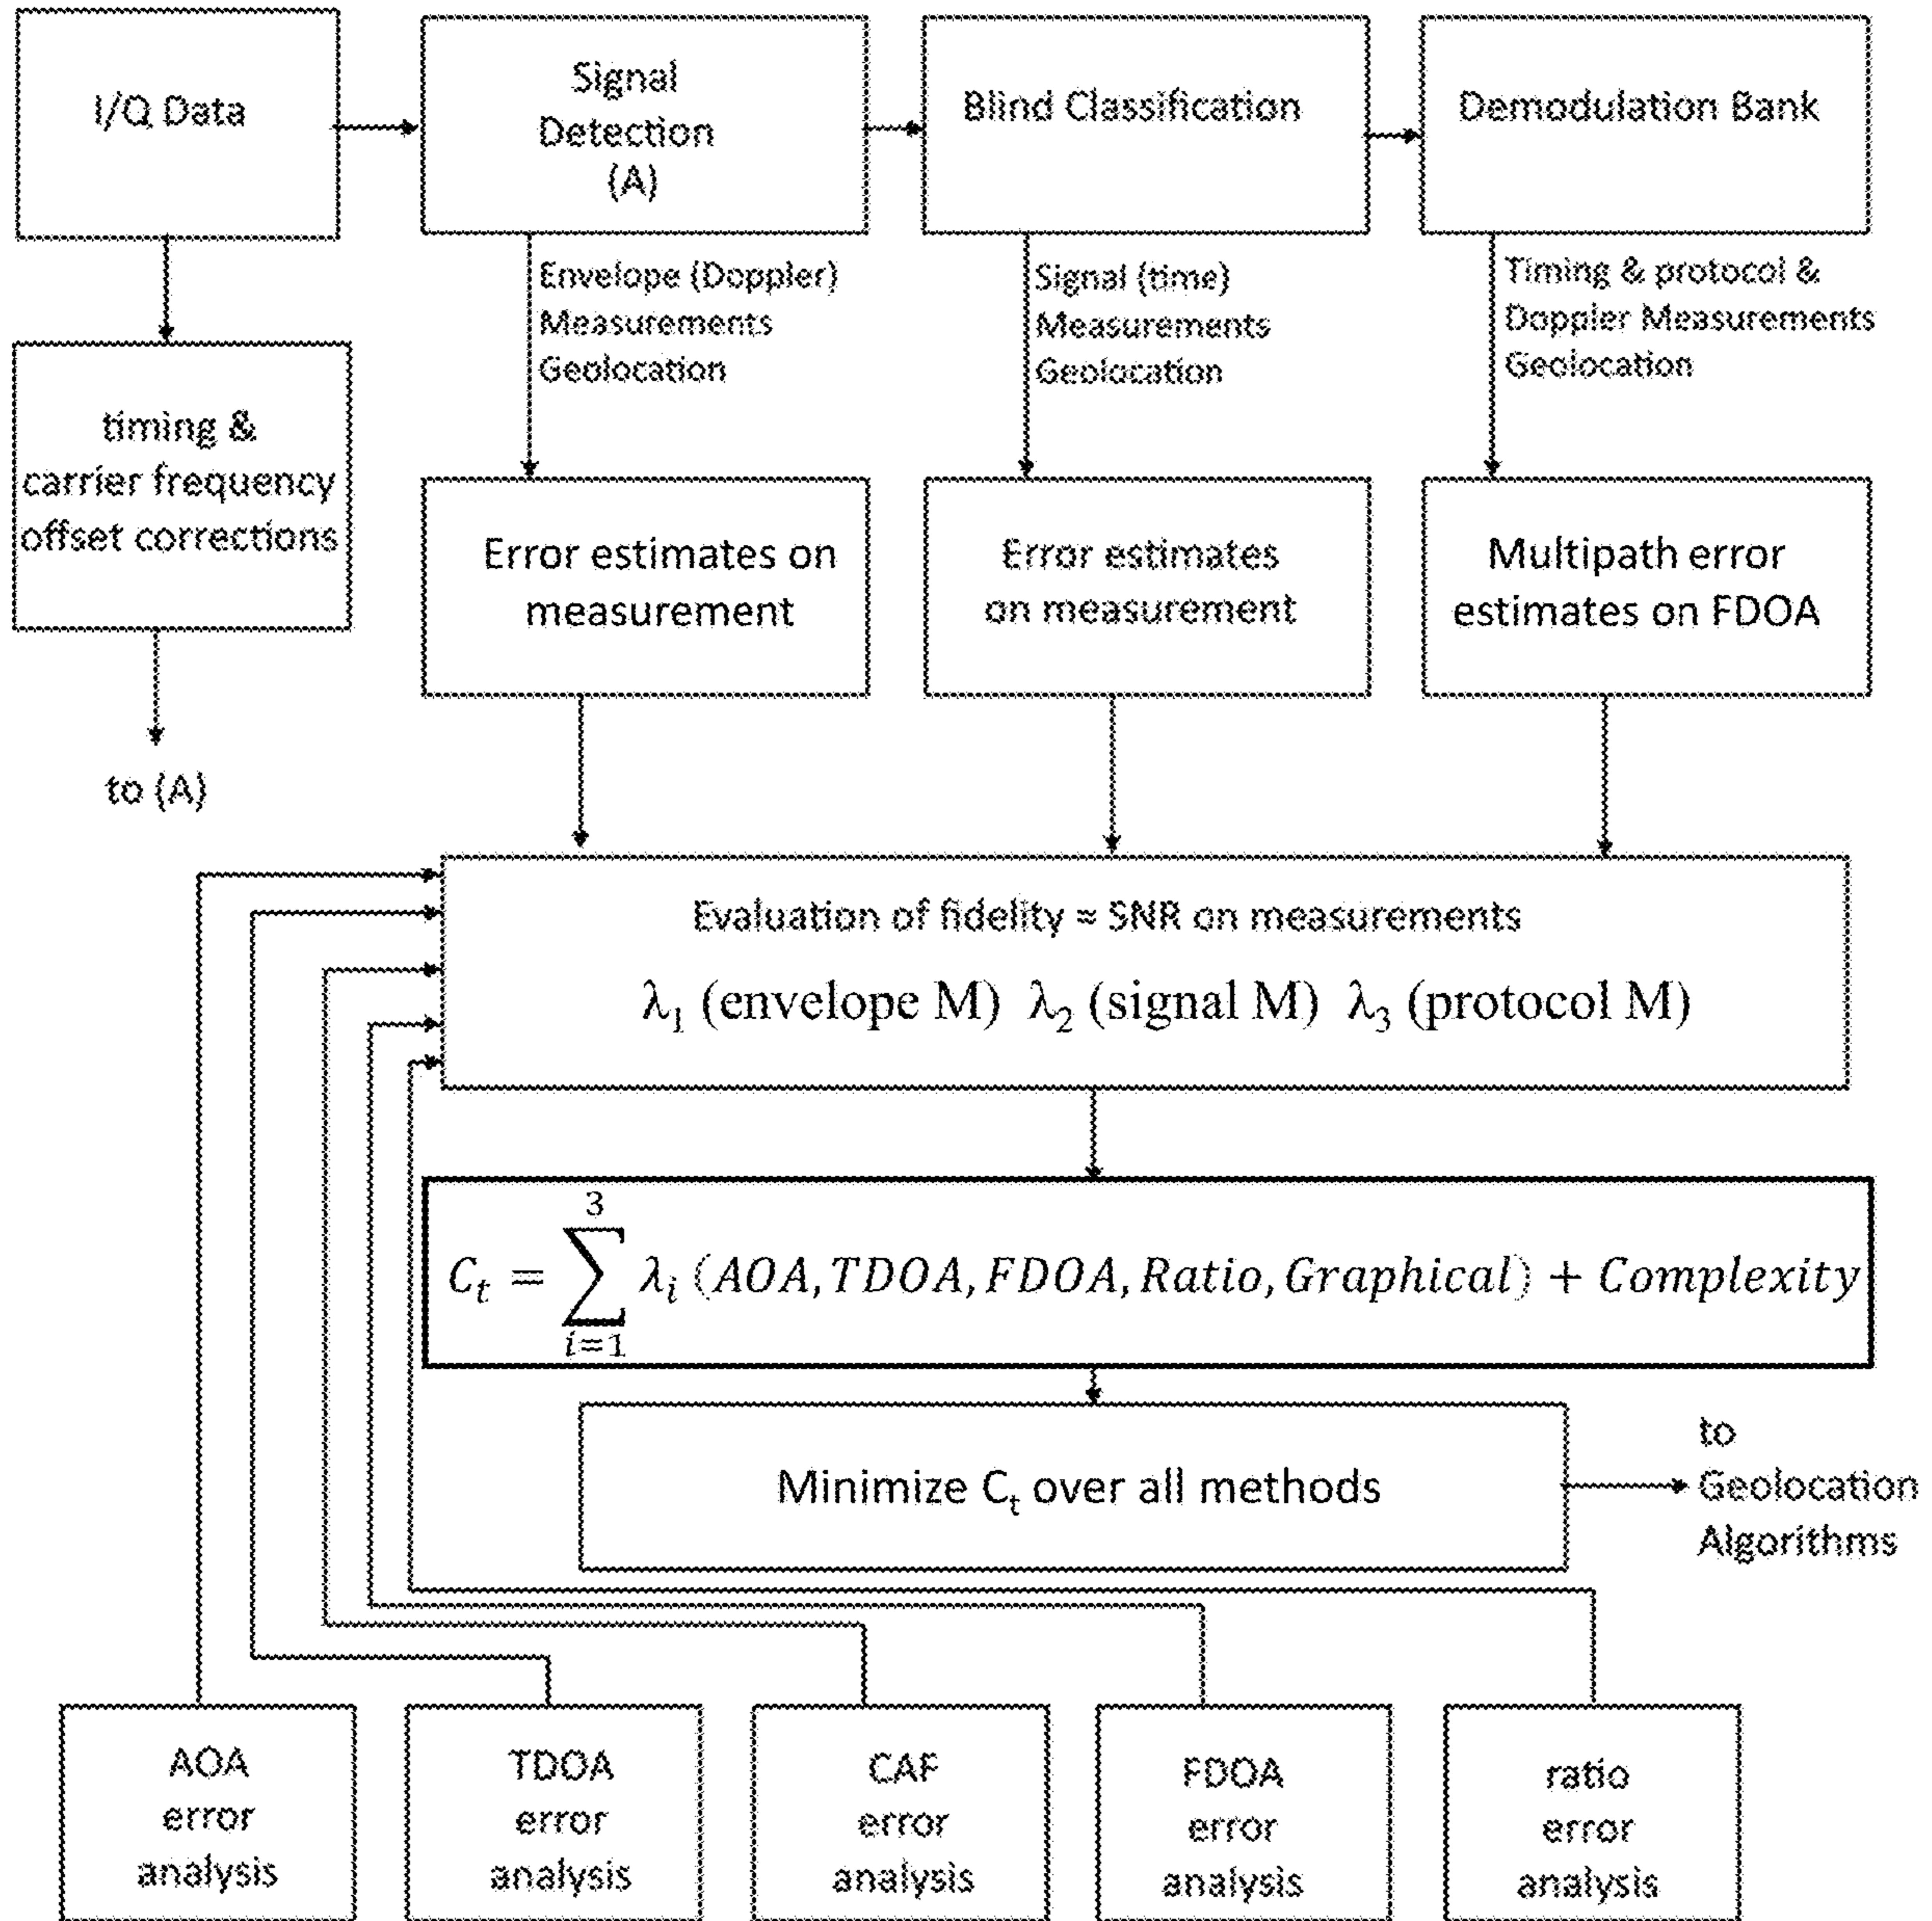 I/Q Data
Signal
Detection
(A)
Blind Classification
Demodulation Bank
Envelope (Doppler)
Measurements
Geolocation
Signal (time)
Measurements
Geolocation
Timing & protocol &
Doppler Measurements
Geolocation
timing &
carrier frequency
offset corrections
to (A)
Error estimates on
measurement
Error estimates
on measurement
Multipath error
estimates on FDOA
Evaluation of fidelity ≈ SNR on measurements
λ₁ (envelope M) λ₂ (signal M) λ₃ (protocol M)
C_t = ∑_{i=1}^{3} λ_i (AOA, TDOA, FDOA, Ratio, Graphical) + Complexity
Minimize C_t over all methods
to
Geolocation
Algorithms
AOA
error
analysis
TDOA
error
analysis
CAF
error
analysis
FDOA
error
analysis
ratio
error
analysis